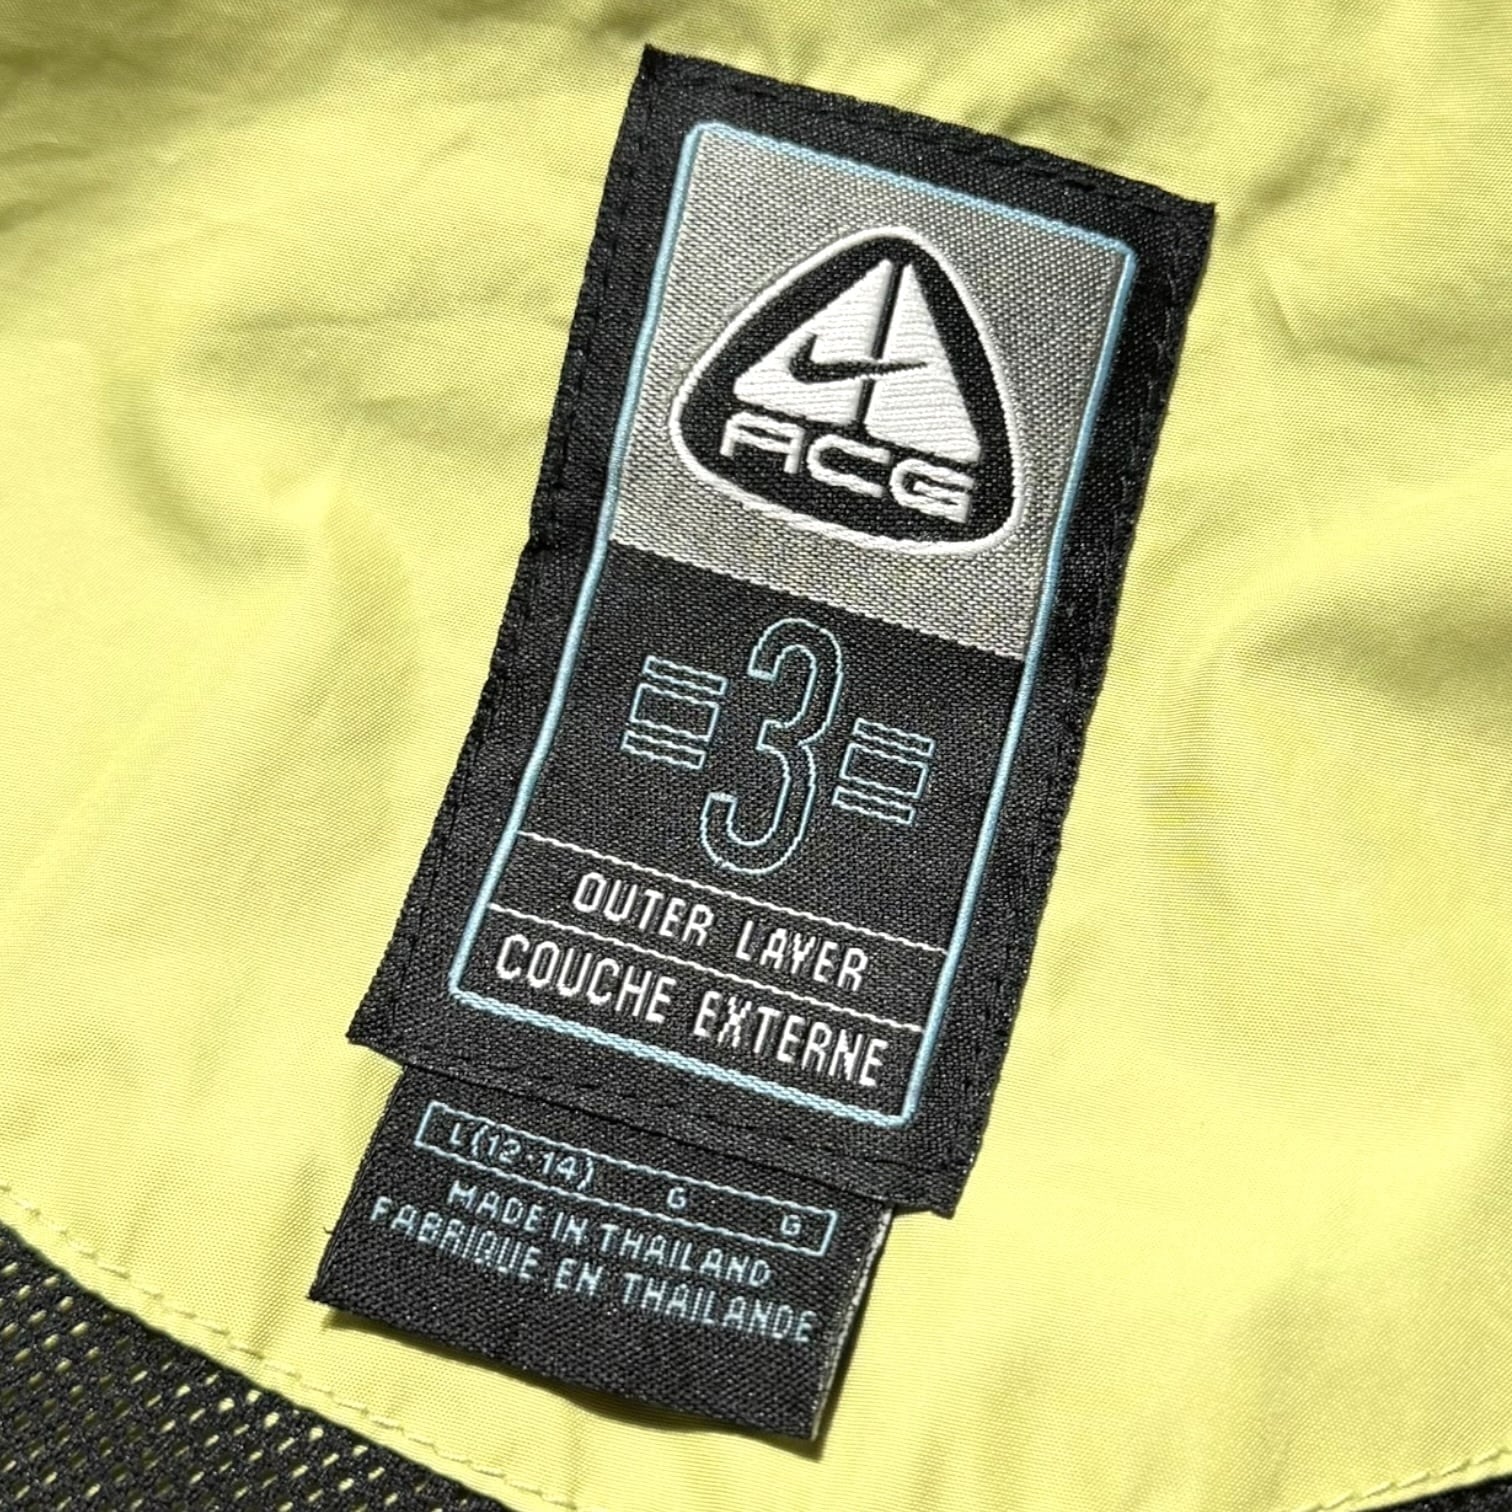 ACG
3
OUTER LAYER
COUCHE EXTERNE
L (12-14) G G
MADE IN THAILAND
FABRIQUE EN THAILANDE